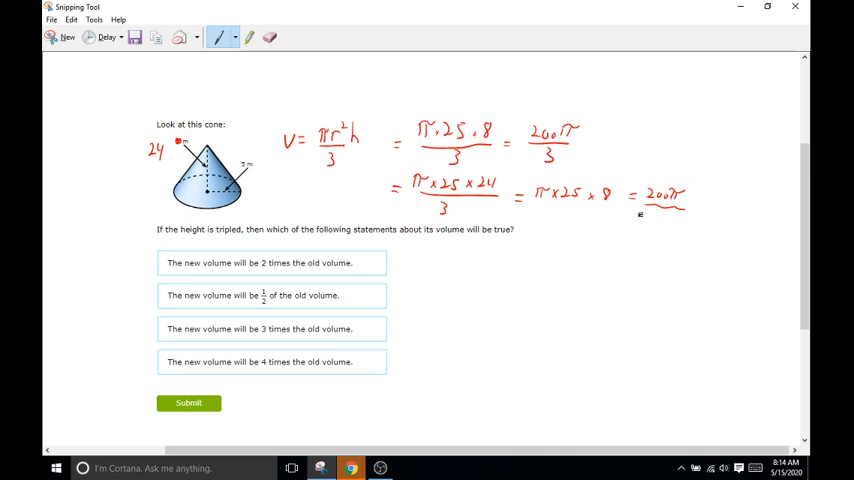 Snipping Tool
File Edit Tools Help
New Delay
Look at this cone:
24 m
5 m
V = πr²h / 3 = π.25.8 / 3 = 200π / 3
= π×25×24 / 3 = π×25×8 = 200π
If the height is tripled, then which of the following statements about its volume will be true?
The new volume will be 2 times the old volume.
The new volume will be 1/2 of the old volume.
The new volume will be 3 times the old volume.
The new volume will be 4 times the old volume.
Submit
I'm Cortana. Ask me anything.
8:14 AM
5/15/2020